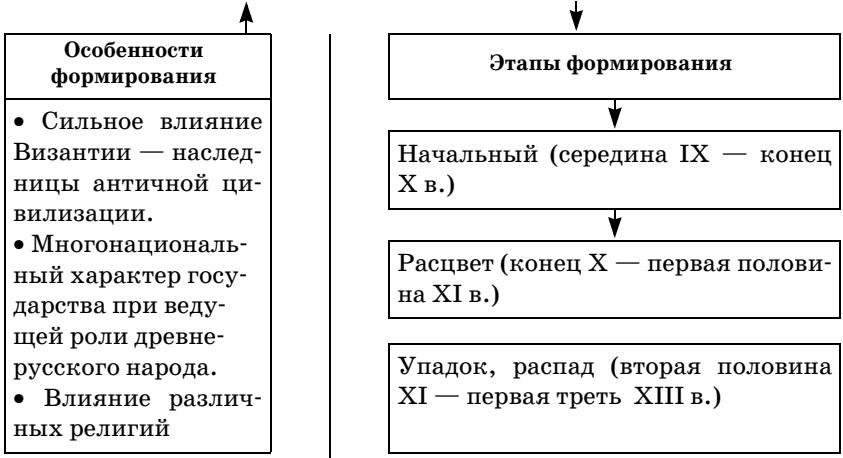 Особенности
формирования
• Сильное влияние
Византии — наслед-
ницы античной ци-
вилизации.
• Многонациональ-
ный характер госу-
дарства при веду-
щей роли древне-
русского народа.
• Влияние различ-
ных религий
Этапы формирования
Начальный (середина IX — конец
X в.)
Расцвет (конец X — первая полови-
на XI в.)
Упадок, распад (вторая половина
XI — первая треть XIII в.)